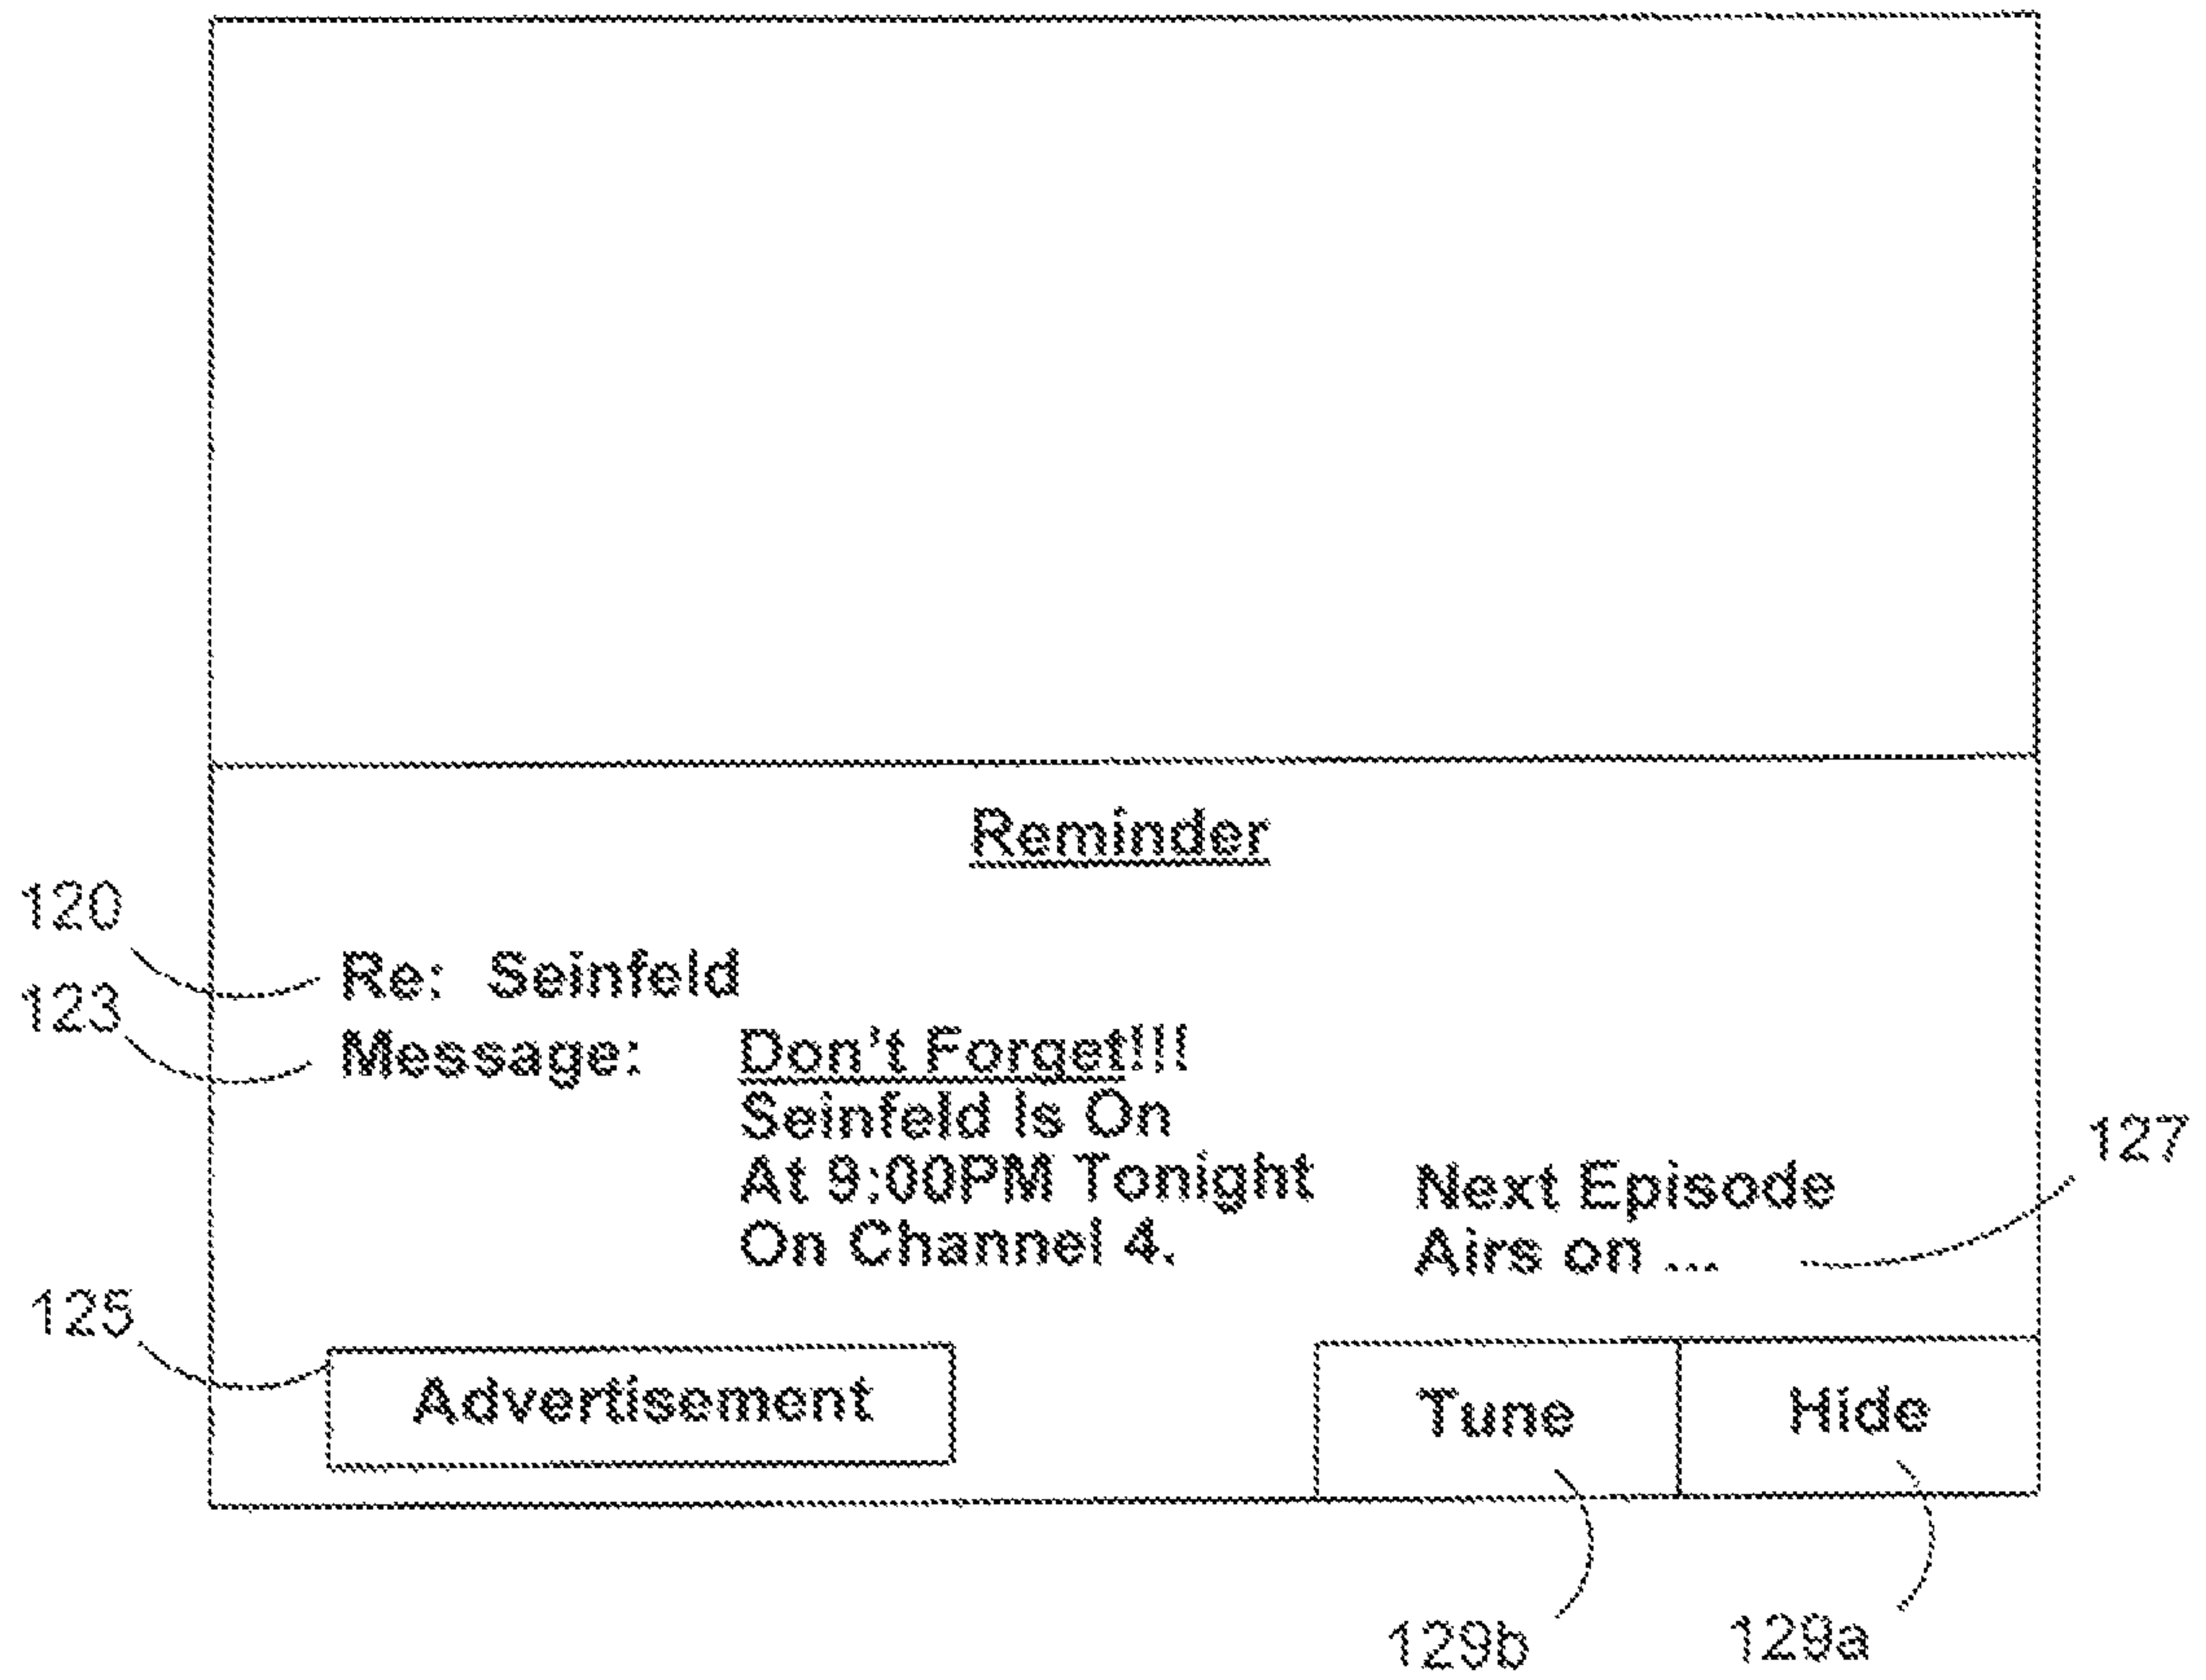 Reminder
120
Re: Seinfeld
123
Message: Don't Forget!!!
Seinfeld Is On
At 9:00PM Tonight
On Channel 4.
127
Next Episode
Airs on ...
125
Advertisement
Tune
Hide
129b
129a